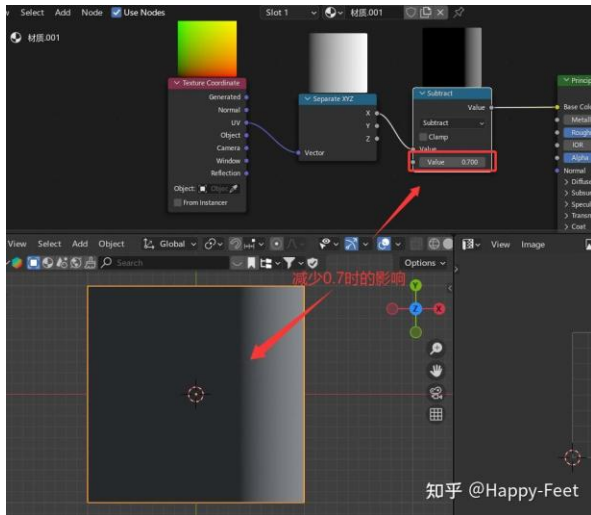 Select Add Node Use Nodes Slot 1 材质.001
材质.001
Texture Coordinate
Generated
Normal
UV
Object
Camera
Window
Reflection
Object:
From Instancer
Separate XYZ
X
Y
Z
Vector
Subtract
Value
Subtract
Clamp
Value
Value 0.700
Base Col
Metall
Rough
IOR
Alpha
Normal
View Select Add Object Global
View Image
Search
Options
减少0.7时的影响
Y
Z
X
知乎 @Happy-Feet